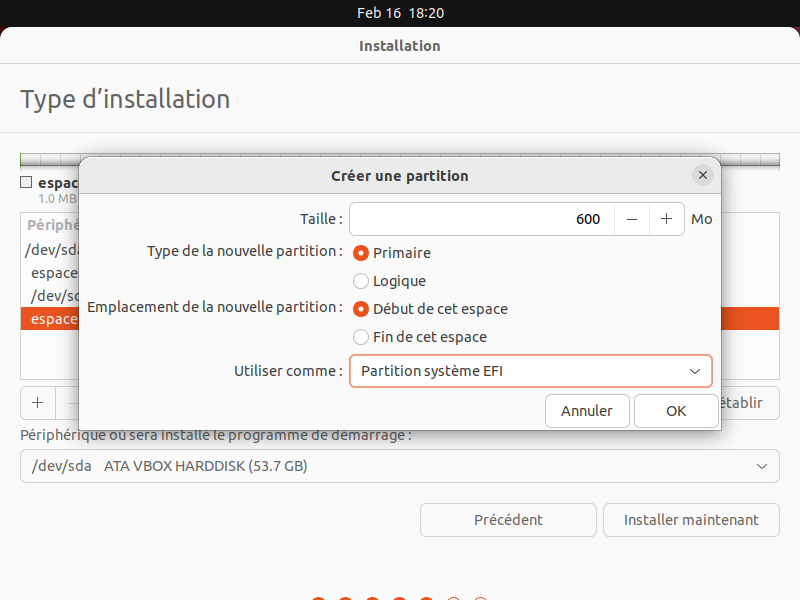 Feb 16 18:20
Installation
Type d’installation
Créer une partition
espac
1.0 MB
Taille : 600 Mo
Périphé
Type de la nouvelle partition : Primaire
/dev/sda
espace
Logique
/dev/sd
Emplacement de la nouvelle partition : Début de cet espace
espace
Fin de cet espace
Utiliser comme : Partition système EFI
Annuler
OK
établir
Périphérique où sera installé le programme de démarrage :
/dev/sda ATA VBOX HARDDISK (53.7 GB)
Précédent
Installer maintenant